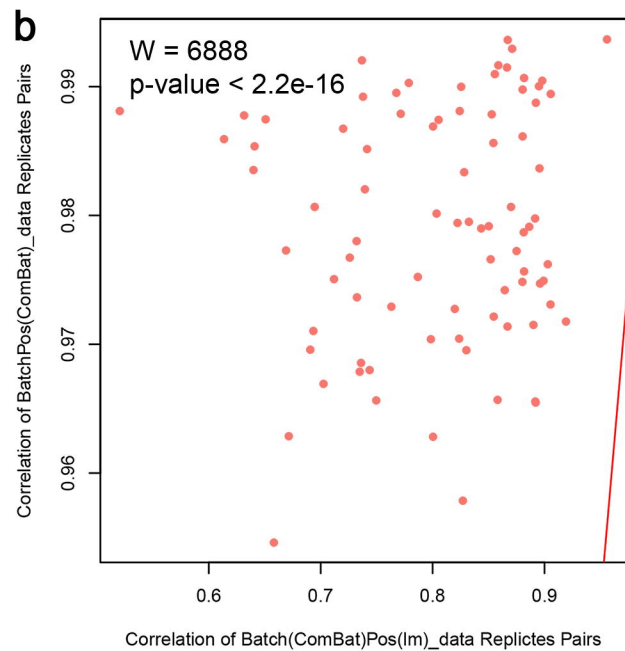 b
W = 6888
p-value < 2.2e-16
Correlation of BatchPos(ComBat)_data Replicates Pairs
0.99
0.98
0.97
0.96
0.6 0.7 0.8 0.9
Correlation of Batch(ComBat)Pos(lm)_data Replictes Pairs